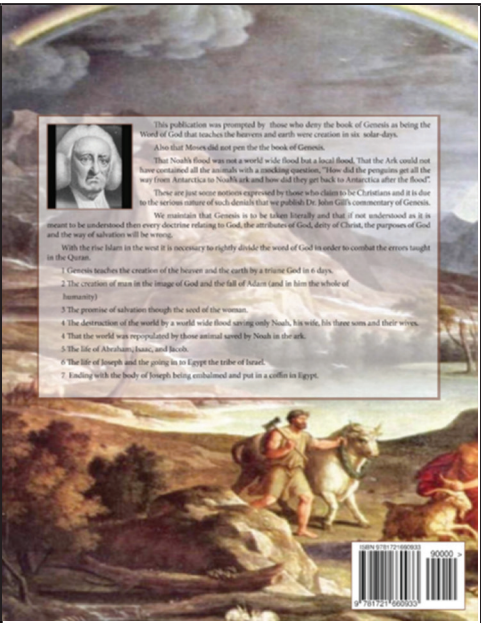 This publication was prompted by those who deny the book of Genesis as being the
Word of God that teaches the heavens and earth were creation in six solar-days.
Also that Moses did not pen the the book of Genesis.
That Noah's flood was not a world wide flood but a local flood. That the Ark could not
have contained all the animals with a mocking question, "How did the penguins get all the
way from Antarctica to Noah's ark and how did they get back to Antarctica after the flood".
These are just some notions expressed by those who claim to be Christians and it is due
to the serious nature of such denials that we publish Dr. John Gill's commentary of Genesis.
We maintain that Genesis is to be taken literally and that if not understood as it is
meant to be understood then every doctrine relating to God, the attributes of God, deity of Christ, the purposes of God
and the way of salvation will be wrong.
With the rise Islam in the west it is necessary to rightly divide the word of God in order to combat the errors taught
in the Quran.
1 Genesis teaches the creation of the heaven and the earth by a triune God in 6 days.
2 The creation of man in the image of God and the fall of Adam (and in him the whole of
humanity)
3 The promise of salvation though the seed of the woman.
4 The destruction of the world by a world wide flood saving only Noah, his wife, his three sons and their wives.
4 That the world was repopulated by those animal saved by Noah in the ark.
5 The life of Abraham, Isaac, and Jacob.
6 The life of Joseph and the going in to Egypt the tribe of Israel.
7 Ending with the body of Joseph being embalmed and put in a coffin in Egypt.
ISBN 9781721660933
90000 >
9 781721 660933